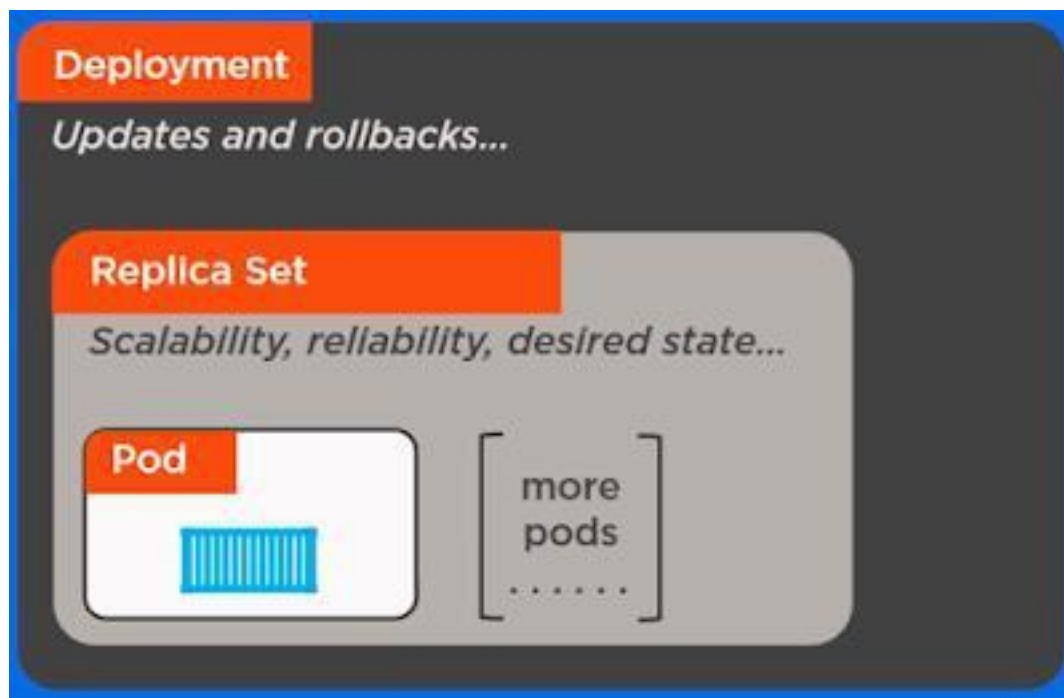 Deployment
Updates and rollbacks...
Replica Set
Scalability, reliability, desired state...
Pod
more
pods
......